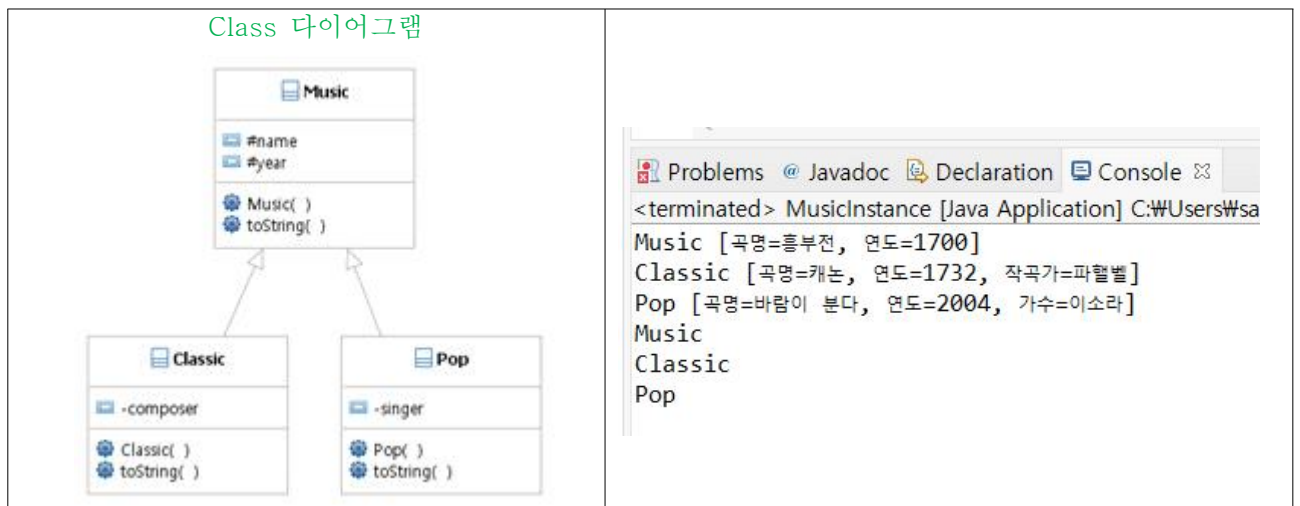 Class 다이어그램
Music
#name
#year
Music( )
toString( )
Classic
-composer
Classic( )
toString( )
Pop
-singer
Pop( )
toString( )
Problems @ Javadoc Declaration Console
<terminated> MusicInstance [Java Application] C:₩Users₩sa
Music [곡명=흥부전, 연도=1700]
Classic [곡명=캐논, 연도=1732, 작곡가=파헬벨]
Pop [곡명=바람이 분다, 연도=2004, 가수=이소라]
Music
Classic
Pop